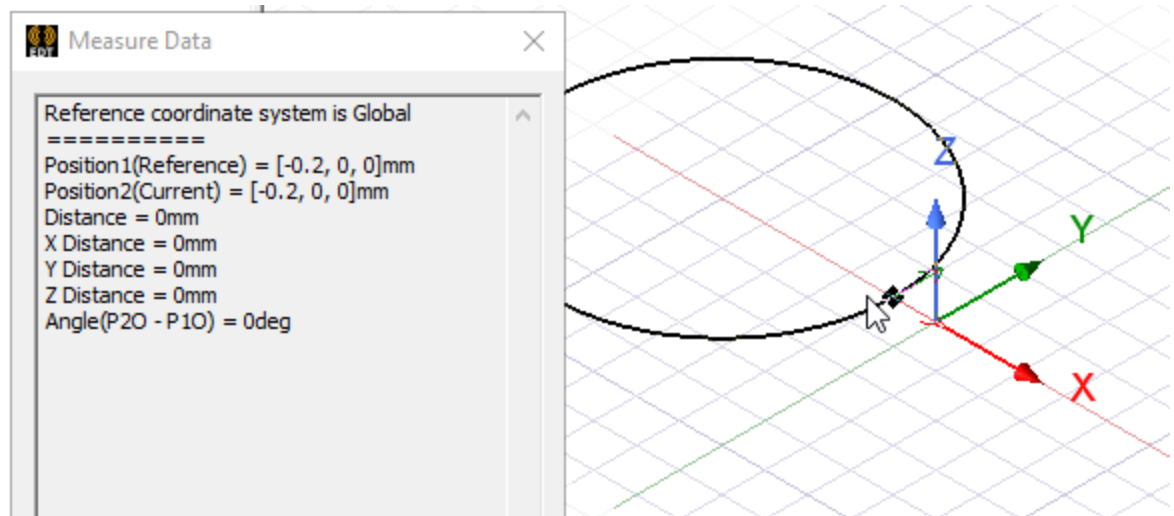 EDT Measure Data
Reference coordinate system is Global
==========
Position1(Reference) = [-0.2, 0, 0]mm
Position2(Current) = [-0.2, 0, 0]mm
Distance = 0mm
X Distance = 0mm
Y Distance = 0mm
Z Distance = 0mm
Angle(P2O - P1O) = 0deg
Z
Y
X